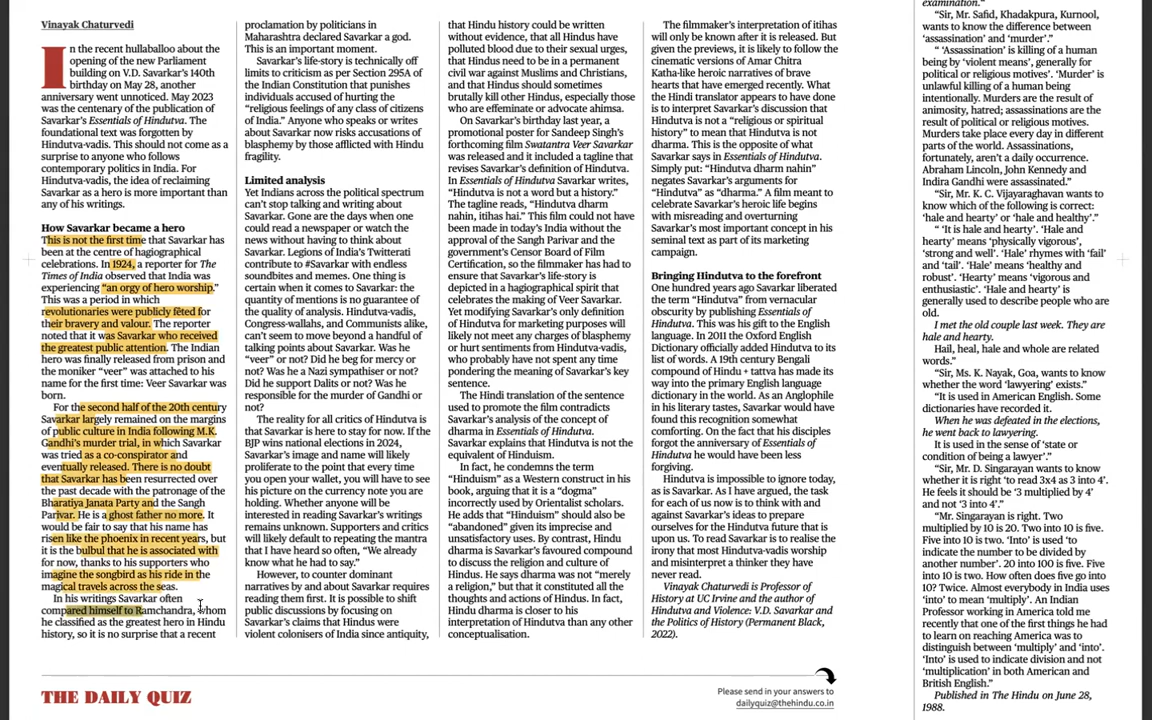 Vinayak Chaturvedi
In the recent hullaballoo about the
opening of the new Parliament
building on V.D. Savarkar's 140th
birthday on May 28, another
anniversary went unnoticed. May 2023
was the centenary of the publication of
Savarkar's Essentials of Hindutva. The
foundational text was forgotten by
Hindutva-vadis. This should not come as a
surprise to anyone who follows
contemporary politics in India. For
Hindutva-vadis, the idea of reclaiming
Savarkar as a hero is more important than
any of his writings.
How Savarkar became a hero
This is not the first time that Savarkar has
been at the centre of hagiographical
celebrations. In 1924, a reporter for The
Times of India observed that India was
experiencing “an orgy of hero worship.”
This was a period in which
revolutionaries were publicly fêted for
their bravery and valour. The reporter
noted that it was Savarkar who received
the greatest public attention. The Indian
hero was finally released from prison and
the moniker “veer” was attached to his
name for the first time: Veer Savarkar was
born.
For the second half of the 20th century
Savarkar largely remained on the margins
of public culture in India following M.K.
Gandhi's murder trial, in which Savarkar
was tried as a co-conspirator and
eventually released. There is no doubt
that Savarkar has been resurrected over
the past decade with the patronage of the
Bharatiya Janata Party and the Sangh
Parivar. He is a ghost father no more. It
would be fair to say that his name has
risen like the phoenix in recent years, but
it is the bulbul that he is associated with
for now, thanks to his supporters who
imagine the songbird as his ride in the
magical travels across the seas.
In his writings Savarkar often
compared himself to Ramchandra, whom
he classified as the greatest hero in Hindu
history, so it is no surprise that a recent
proclamation by politicians in
Maharashtra declared Savarkar a god.
This is an important moment.
Savarkar's life-story is technically off
limits to criticism as per Section 295A of
the Indian Constitution that punishes
individuals accused of hurting the
“religious feelings of any class of citizens
of India.” Anyone who speaks or writes
about Savarkar now risks accusations of
blasphemy by those afflicted with Hindu
fragility.
Limited analysis
Yet Indians across the political spectrum
can't stop talking and writing about
Savarkar. Gone are the days when one
could read a newspaper or watch the
news without having to think about
Savarkar. Legions of India's Twitterati
contribute to #Savarkar with endless
soundbites and memes. One thing is
certain when it comes to Savarkar: the
quantity of mentions is no guarantee of
the quality of analysis. Hindutva-vadis,
Congress-wallahs, and Communists alike,
can't seem to move beyond a handful of
talking points about Savarkar. Was he
“veer” or not? Did he beg for mercy or
not? Was he a Nazi sympathiser or not?
Did he support Dalits or not? Was he
responsible for the murder of Gandhi or
not?
The reality for all critics of Hindutva is
that Savarkar is here to stay for now. If the
BJP wins national elections in 2024,
Savarkar's image and name will likely
proliferate to the point that every time
you open your wallet, you will have to see
his picture on the currency note you are
holding. Whether anyone will be
interested in reading Savarkar's writings
remains unknown. Supporters and critics
will likely default to repeating the mantra
that I have heard so often, “We already
know what he had to say.”
However, to counter dominant
narratives by and about Savarkar requires
reading them first. It is possible to shift
public discussions by focusing on
Savarkar's claims that Hindus were
violent colonisers of India since antiquity,
that Hindu history could be written
without evidence, that all Hindus have
polluted blood due to their sexual urges,
that Hindus need to be in a permanent
civil war against Muslims and Christians,
and that Hindus should sometimes
brutally kill other Hindus, especially those
who are effeminate or advocate ahimsa.
On Savarkar's birthday last year, a
promotional poster for Sandeep Singh's
forthcoming film Swatantra Veer Savarkar
was released and it included a tagline that
revises Savarkar's definition of Hindutva.
In Essentials of Hindutva Savarkar writes,
“Hindutva is not a word but a history.”
The tagline reads, “Hindutva dharm
nahin, itihas hai.” This film could not have
been made in today's India without the
approval of the Sangh Parivar and the
government's Censor Board of Film
Certification, so the filmmaker has had to
ensure that Savarkar's life-story is
depicted in a hagiographical spirit that
celebrates the making of Veer Savarkar.
Yet modifying Savarkar's only definition
of Hindutva for marketing purposes will
likely not meet any charges of blasphemy
or hurt sentiments from Hindutva-vadis,
who probably have not spent any time
pondering the meaning of Savarkar's key
sentence.
The Hindi translation of the sentence
used to promote the film contradicts
Savarkar's analysis of the concept of
dharma in Essentials of Hindutva.
Savarkar explains that Hindutva is not the
equivalent of Hinduism.
In fact, he condemns the term
“Hinduism” as a Western construct in his
book, arguing that it is a “dogma”
incorrectly used by Orientalist scholars.
He adds that “Hinduism” should also be
“abandoned” given its imprecise and
unsatisfactory uses. By contrast, Hindu
dharma is Savarkar's favoured compound
to discuss the religion and culture of
Hindus. He says dharma was not “merely
a religion,” but that it constituted all the
thoughts and actions of Hindus. In fact,
Hindu dharma is closer to his
interpretation of Hindutva than any other
conceptualisation.
The filmmaker's interpretation of itihas
will only be known after it is released. But
given the previews, it is likely to follow the
cinematic versions of Amar Chitra
Katha-like heroic narratives of brave
hearts that have emerged recently. What
the Hindi translator appears to have done
is to interpret Savarkar's discussion that
Hindutva is not a “religious or spiritual
history” to mean that Hindutva is not
dharma. This is the opposite of what
Savarkar says in Essentials of Hindutva.
Simply put: “Hindutva dharm nahin”
negates Savarkar's arguments for
Hindutva as “dharma.” A film meant to
celebrate Savarkar's heroic life begins
with misreading and overturning
Savarkar's most important concept in his
seminal text as part of its marketing
campaign.
Bringing Hindutva to the forefront
One hundred years ago Savarkar liberated
the term “Hindutva” from vernacular
obscurity by publishing Essentials of
Hindutva. This was his gift to the English
language. In 2011 the Oxford English
Dictionary officially added Hindutva to its
list of words. A 19th century Bengali
compound of Hindu + tattva has made its
way into the primary English language
dictionary in the world. As an Anglophile
in his literary tastes, Savarkar would have
found this recognition somewhat
comforting. On the fact that his disciples
forgot the anniversary of Essentials of
Hindutva he would have been less
forgiving.
Hindutva is impossible to ignore today,
as is Savarkar. As I have argued, the task
for each of us now is to think with and
against Savarkar's ideas to prepare
ourselves for the Hindutva future that is
upon us. To read Savarkar is to realise the
irony that most Hindutva-vadis worship
and misinterpret a thinker they have
never read.
Vinayak Chaturvedi is Professor of
History at UC Irvine and the author of
Hindutva and Violence: V.D. Savarkar and
the Politics of History (Permanent Black,
2022).
examination.”
“Sir, Mr. Safid, Khadakpura, Kurnool,
wants to know the difference between
‘assassination’ and ‘murder’.”
“ ‘Assassination’ is killing of a human
being by ‘violent means’, generally for
political or religious motives’. ‘Murder’ is
unlawful killing of a human being
intentionally. Murders are the result of
animosity, hatred; assassinations are the
result of political or religious motives.
Murders take place every day in different
parts of the world. Assassinations,
fortunately, aren't a daily occurrence.
Abraham Lincoln, John Kennedy and
Indira Gandhi were assassinated.”
“Sir, Mr. K. C. Vijayaraghavan wants to
know which of the following is correct:
‘hale and hearty’ or ‘hale and healthy’.”
“ ‘It is hale and hearty’. ‘Hale and
hearty’ means ‘physically vigorous’,
‘strong and well’. ‘Hale’ rhymes with ‘fail’
and ‘tail’. ‘Hale’ means ‘healthy and
robust’. ‘Hearty’ means ‘vigorous and
enthusiastic’. ‘Hale and hearty’ is
generally used to describe people who are
old.
I met the old couple last week. They are
hale and hearty.
Hail, heal, hale and whole are related
words.”
“Sir, Ms. K. Nayak, Goa, wants to know
whether the word ‘lawyering’ exists.”
“It is used in American English. Some
dictionaries have recorded it.
When he was defeated in the elections,
he went back to lawyering.
It is used in the sense of ‘state or
condition of being a lawyer’.”
“Sir, Mr. D. Singarayan wants to know
whether it is right ‘to read 3x4 as 3 into 4’.
He feels it should be ‘3 multiplied by 4’
and not ‘3 into 4’.”
“Mr. Singarayan is right. Two
multiplied by 10 is 20. Two into 10 is five.
Five into 10 is two. ‘Into’ is used ‘to
indicate the number to be divided by
another number’. 20 into 100 is five. Five
into 10 is two. How often does five go into
10? Twice. Almost everybody in India uses
‘into’ to mean ‘multiply’. An Indian
Professor working in America told me
recently that one of the first things he had
to learn on reaching America was to
distinguish between ‘multiply’ and ‘into’.
‘Into’ is used to indicate division and not
‘multiplication’ in both American and
British English.”
Published in The Hindu on June 28,
1988.
THE DAILY QUIZ
Please send in your answers to
dailyquiz@thehindu.co.in